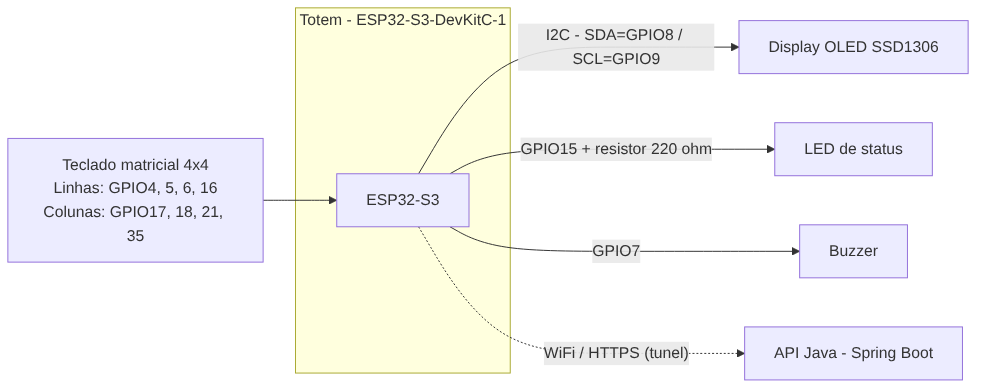 Totem - ESP32-S3-DevKitC-1
Teclado matricial 4x4
Linhas: GPIO4, 5, 6, 16
Colunas: GPIO17, 18, 21,
35
ESP32-S3
I2C - SDA=GPIO8 /
SCL=GPIO9
Display OLED SSD1306
GPIO15 + resistor 220 ohm
LED de status
GPIO7
Buzzer
WiFi / HTTPS (tunel)
API Java - Spring Boot